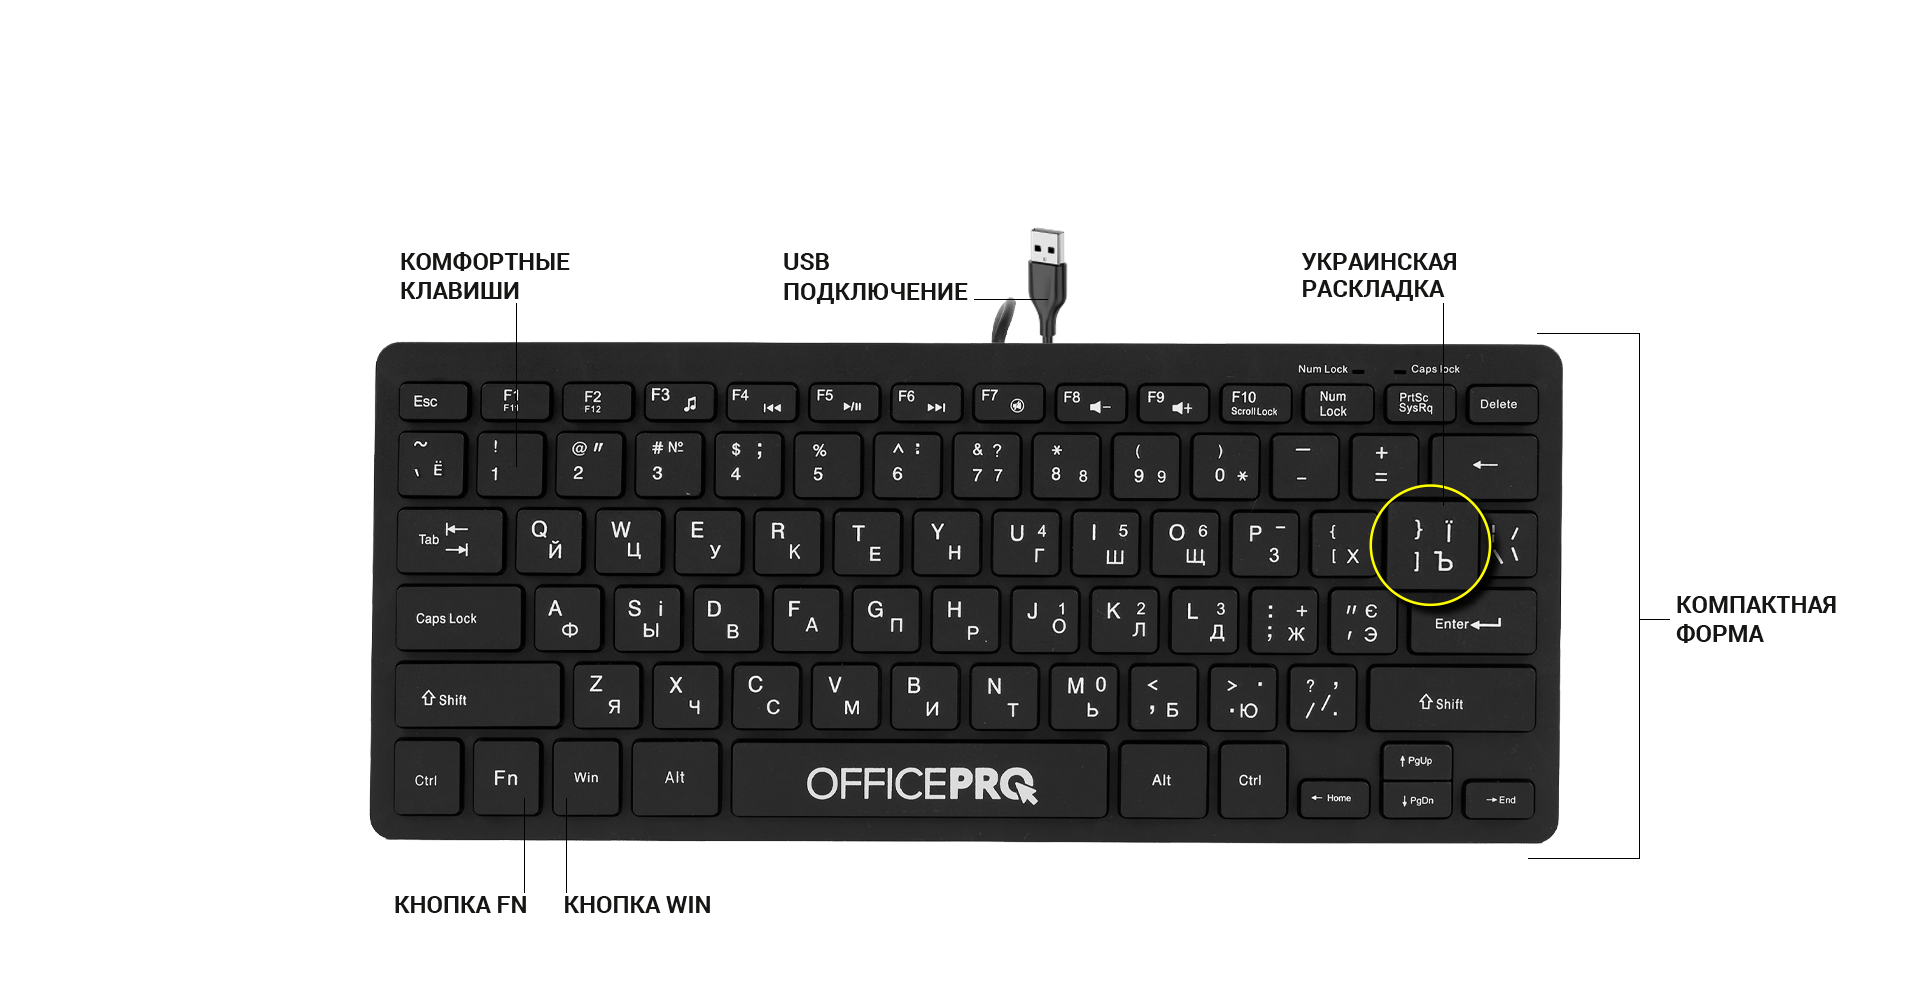 КОМФОРТНЫЕ
КЛАВИШИ
USB
ПОДКЛЮЧЕНИЕ
УКРАИНСКАЯ
РАСКЛАДКА
Num Lock
Caps lock
Esc
F1
F11
F2
F12
F3
F4
F5
F6
F7
F8
F9
F10
Scroll Lock
Num
Lock
PrtSc
SysRq
Delete
~
\ Ё
!
1
@ "
2
# №
3
$ ;
4
%
5
^ :
6
& ?
7 7
*
8 8
(
9 9
)
0 *
—
-
+
=
←
Tab
Q
Й
W
Ц
E
У
R
К
T
Е
Y
Н
U 4
Г
I 5
Ш
O 6
Щ
P -
З
{
[ Х
} Ї
] Ъ
| /
\ \
Caps Lock
A
Ф
S і
Ы
D
В
F
А
G
П
H
Р
J 1
О
K 2
Л
L 3
Д
: +
; Ж
" Є
' Э
Enter
КОМПАКТНАЯ
ФОРМА
Shift
Z
Я
X
Ч
C
С
V
М
B
И
N
Т
M 0
Ь
<
, Б
> .
. Ю
? ,
/ / .
Shift
Ctrl
Fn
Win
Alt
OFFICEPRO
Alt
Ctrl
← Home
↑ PgUp
↓ PgDn
→ End
КНОПКА FN
КНОПКА WIN